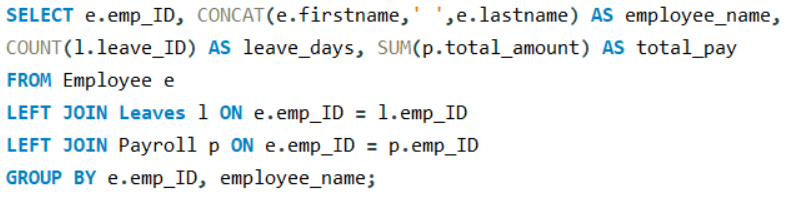 SELECT e.emp_ID, CONCAT(e.firstname,' ',e.lastname) AS employee_name,
COUNT(l.leave_ID) AS leave_days, SUM(p.total_amount) AS total_pay
FROM Employee e
LEFT JOIN Leaves l ON e.emp_ID = l.emp_ID
LEFT JOIN Payroll p ON e.emp_ID = p.emp_ID
GROUP BY e.emp_ID, employee_name;